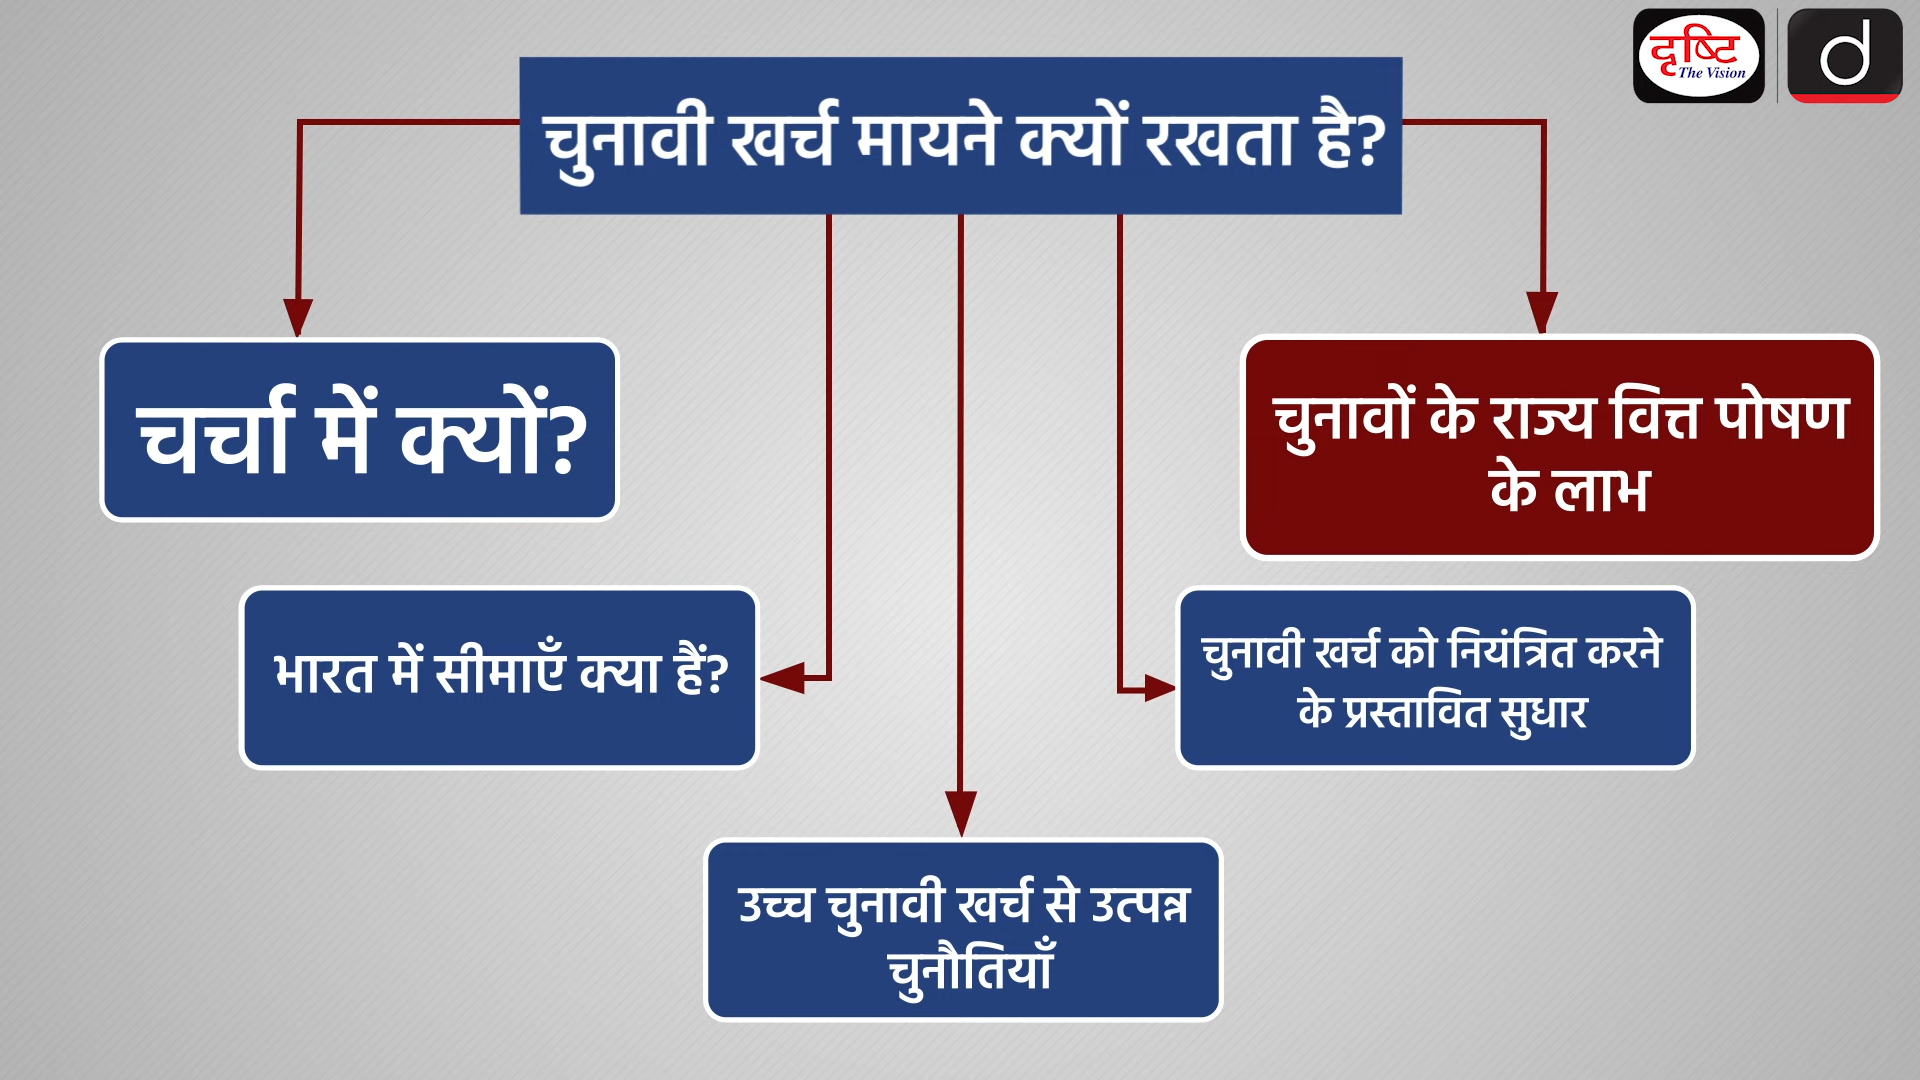 दृष्टि
The Vision
d
चुनावी खर्च मायने क्यों रखता है?
चर्चा में क्यों?
चुनावों के राज्य वित्त पोषण
के लाभ
भारत में सीमाएँ क्या हैं?
चुनावी खर्च को नियंत्रित करने
के प्रस्तावित सुधार
उच्च चुनावी खर्च से उत्पन्न
चुनौतियाँ